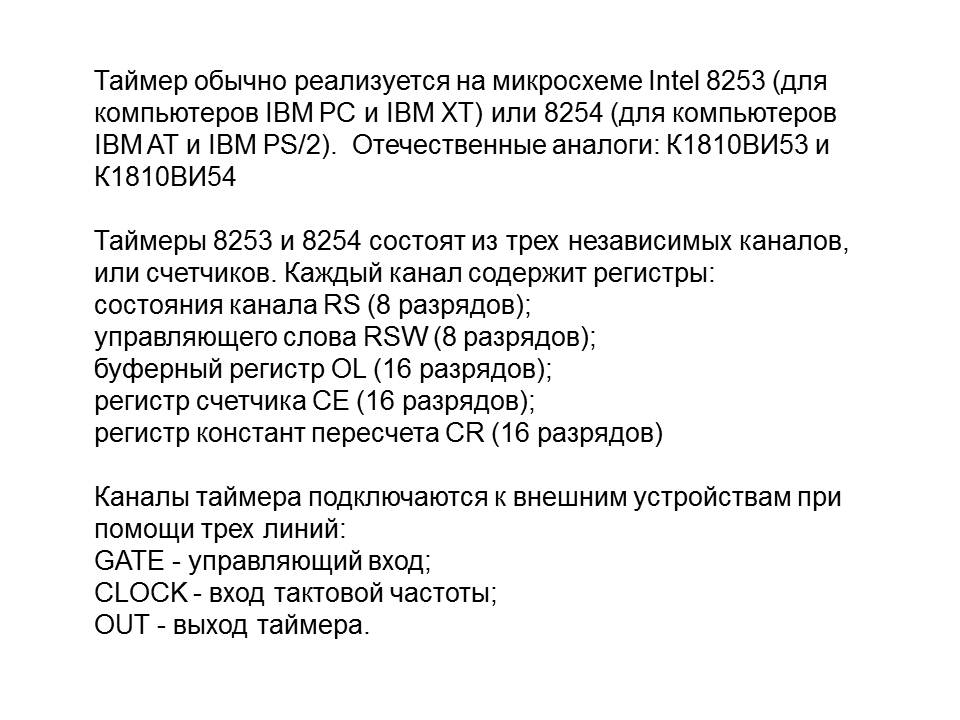 Таймер обычно реализуется на микросхеме Intel 8253 (для
компьютеров IBM PC и IBM XT) или 8254 (для компьютеров
IBM AT и IBM PS/2).  Отечественные аналоги: К1810ВИ53 и
К1810ВИ54
Таймеры 8253 и 8254 состоят из трех независимых каналов,
или счетчиков. Каждый канал содержит регистры:
состояния канала RS (8 разрядов);
управляющего слова RSW (8 разрядов);
буферный регистр OL (16 разрядов);
регистр счетчика CE (16 разрядов);
регистр констант пересчета CR (16 разрядов)
Каналы таймера подключаются к внешним устройствам при
помощи трех линий:
GATE - управляющий вход;
CLOCK - вход тактовой частоты;
OUT - выход таймера.